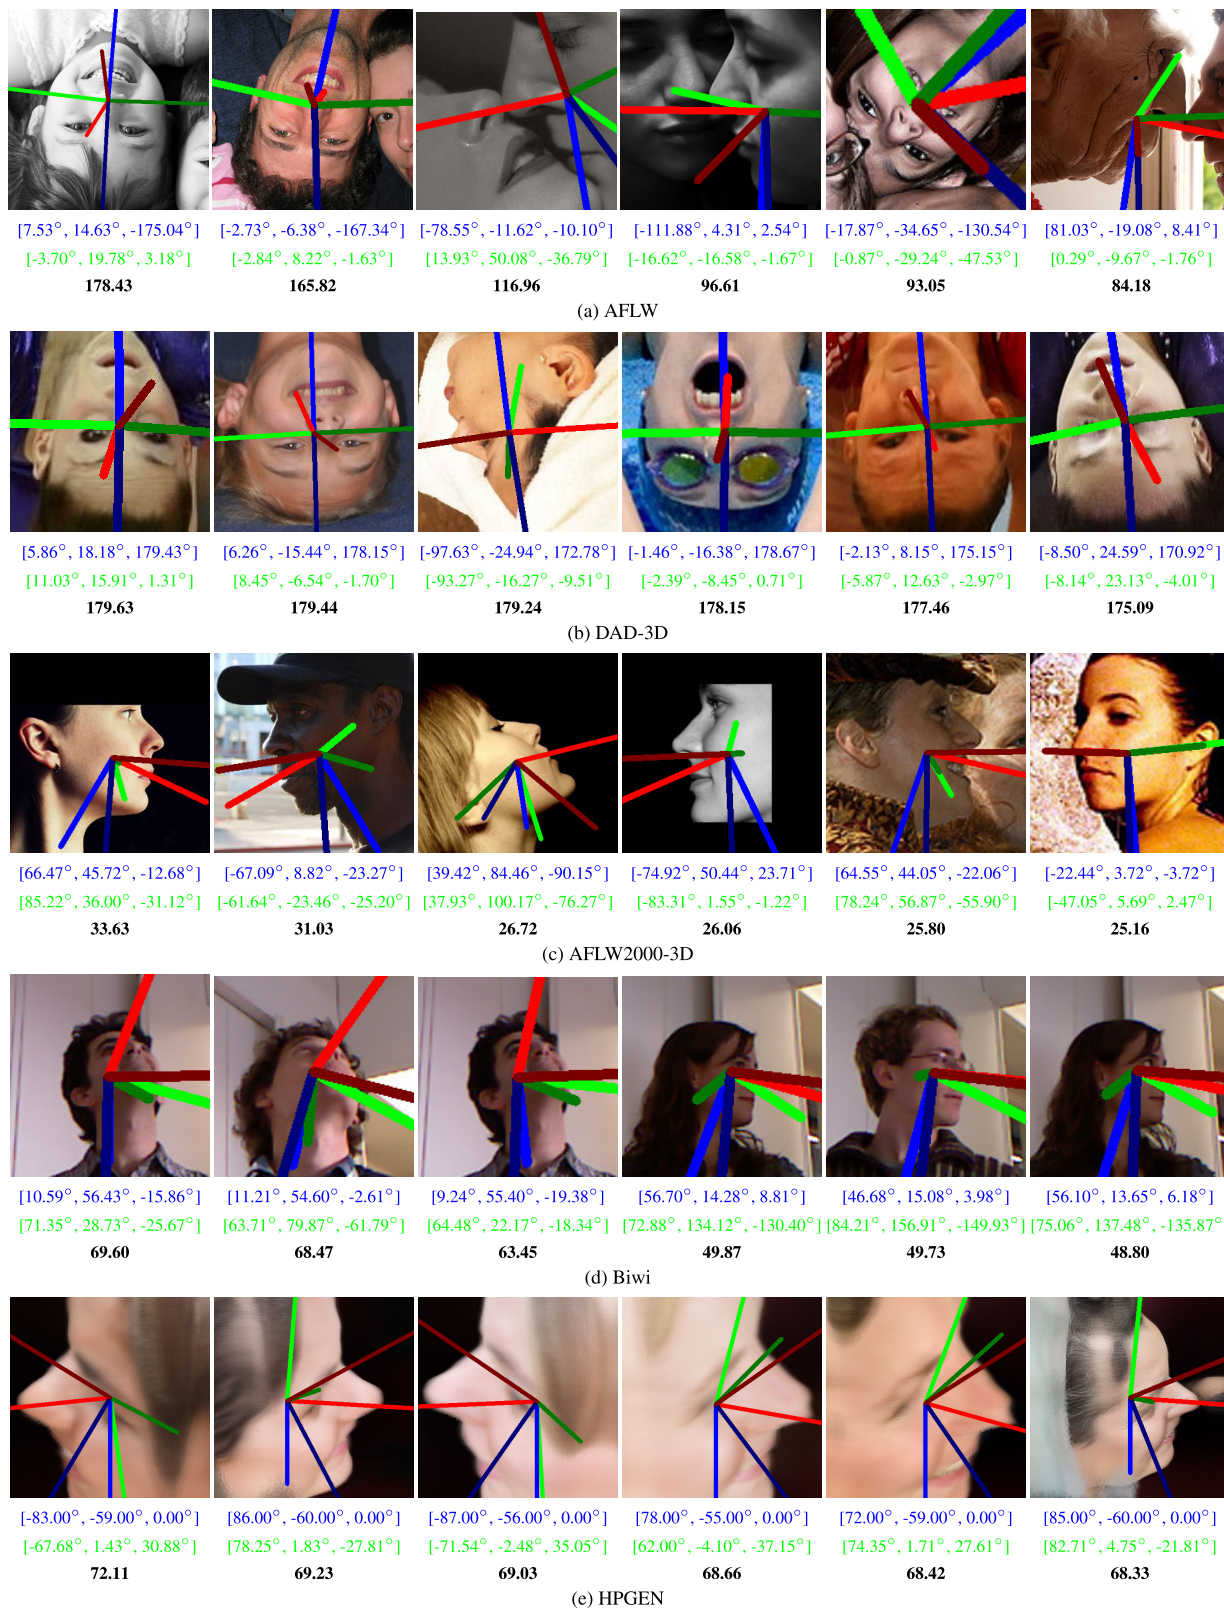 [7.53°, 14.63°, -175.04°] [-2.73°, -6.38°, -167.34°] [-78.55°, -11.62°, -10.10°] [-111.88°, 4.31°, 2.54°] [-17.87°, -34.65°, -130.54°] [81.03°, -19.08°, 8.41°]
[-3.70°, 19.78°, 3.18°] [-2.84°, 8.22°, -1.63°] [13.93°, 50.08°, -36.79°] [-16.62°, -16.58°, -1.67°] [-0.87°, -29.24°, -47.53°] [0.29°, -9.67°, -1.76°]
178.43 165.82 116.96 96.61 93.05 84.18
(a) AFLW
[5.86°, 18.18°, 179.43°] [6.26°, -15.44°, 178.15°] [-97.63°, -24.94°, 172.78°] [-1.46°, -16.38°, 178.67°] [-2.13°, 8.15°, 175.15°] [-8.50°, 24.59°, 170.92°]
[11.03°, 15.91°, 1.31°] [8.45°, -6.54°, -1.70°] [-93.27°, -16.27°, -9.51°] [-2.39°, -8.45°, 0.71°] [-5.87°, 12.63°, -2.97°] [-8.14°, 23.13°, -4.01°]
179.63 179.44 179.24 178.15 177.46 175.09
(b) DAD-3D
[66.47°, 45.72°, -12.68°] [-67.09°, 8.82°, -23.27°] [39.42°, 84.46°, -90.15°] [-74.92°, 50.44°, 23.71°] [64.55°, 44.05°, -22.06°] [-22.44°, 3.72°, -3.72°]
[85.22°, 36.00°, -31.12°] [-61.64°, -23.46°, -25.20°] [37.93°, 100.17°, -76.27°] [-83.31°, 1.55°, -1.22°] [78.24°, 56.87°, -55.90°] [-47.05°, 5.69°, 2.47°]
33.63 31.03 26.72 26.06 25.80 25.16
(c) AFLW2000-3D
[10.59°, 56.43°, -15.86°] [11.21°, 54.60°, -2.61°] [9.24°, 55.40°, -19.38°] [56.70°, 14.28°, 8.81°] [46.68°, 15.08°, 3.98°] [56.10°, 13.65°, 6.18°]
[71.35°, 28.73°, -25.67°] [63.71°, 79.87°, -61.79°] [64.48°, 22.17°, -18.34°] [72.88°, 134.12°, -130.40°] [84.21°, 156.91°, -149.93°] [75.06°, 137.48°, -135.87°
69.60 68.47 63.45 49.87 49.73 48.80
(d) Biwi
[-83.00°, -59.00°, 0.00°] [86.00°, -60.00°, 0.00°] [-87.00°, -56.00°, 0.00°] [78.00°, -55.00°, 0.00°] [72.00°, -59.00°, 0.00°] [85.00°, -60.00°, 0.00°]
[-67.68°, 1.43°, 30.88°] [78.25°, 1.83°, -27.81°] [-71.54°, -2.48°, 35.05°] [62.00°, -4.10°, -37.15°] [74.35°, 1.71°, 27.61°] [82.71°, 4.75°, -21.81°]
72.11 69.23 69.03 68.66 68.42 68.33
(e) HPGEN